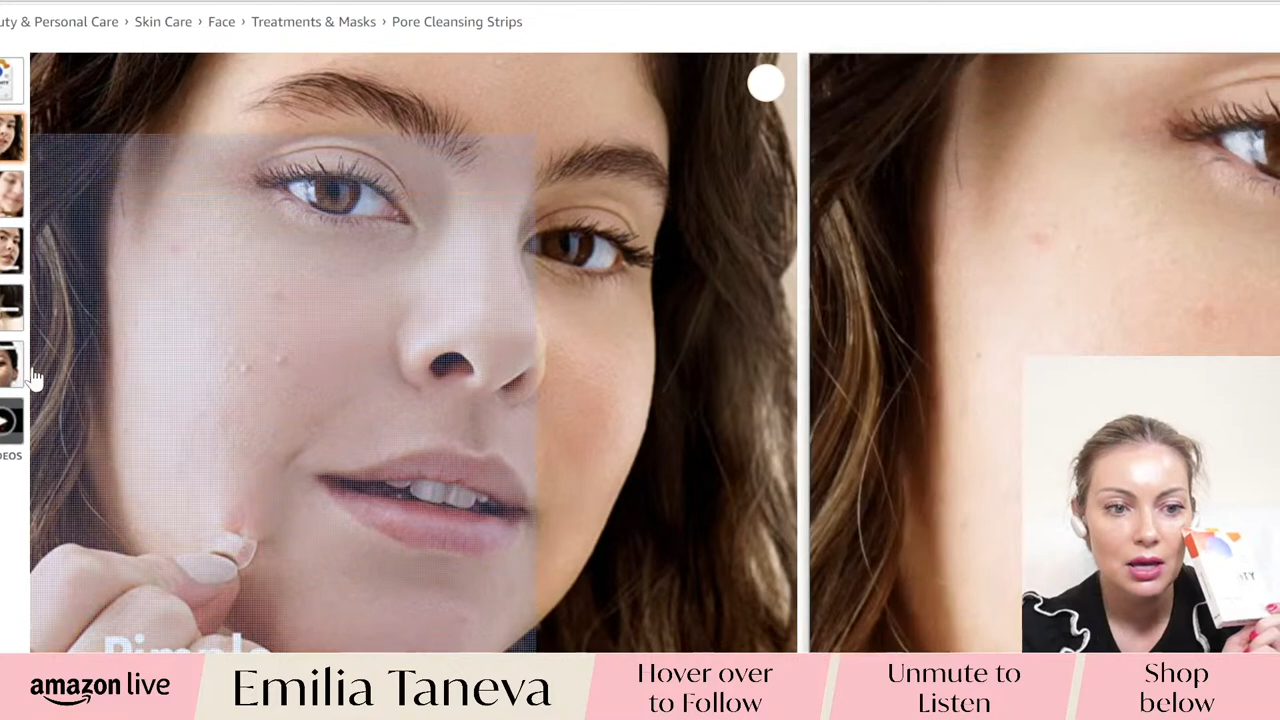 uty & Personal Care › Skin Care › Face › Treatments & Masks › Pore Cleansing Strips
DEOS
Pimple
amazon live
Emilia Taneva
Hover over
to Follow
Unmute to
Listen
Shop
below